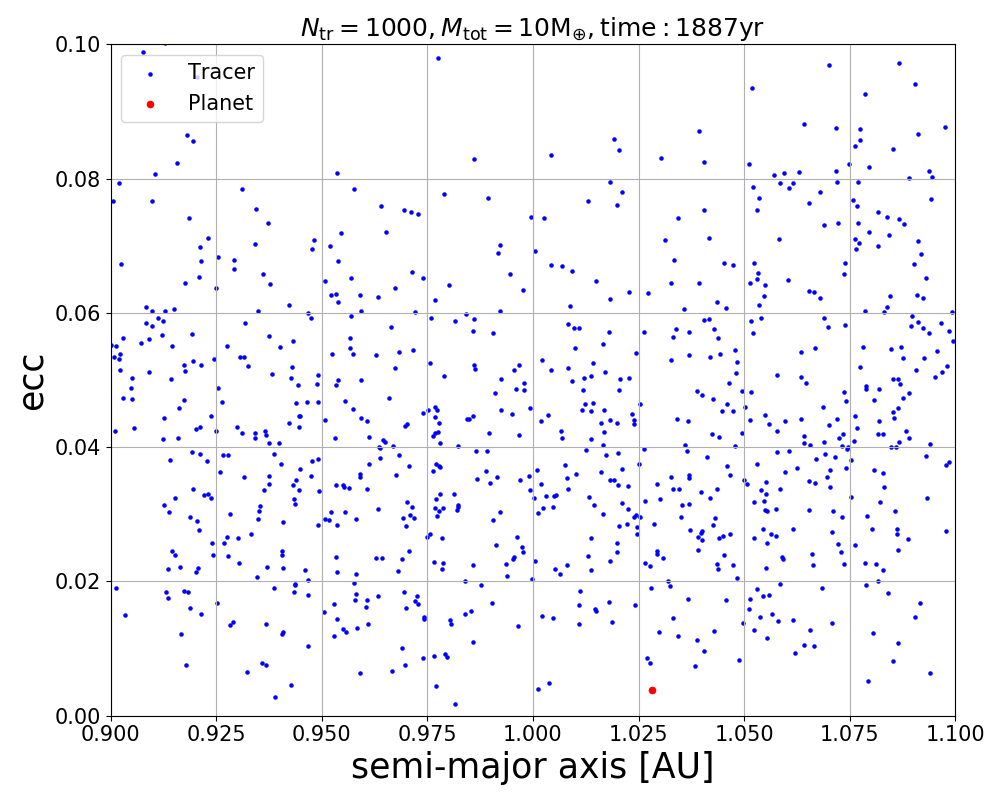 N_tr = 1000, M_tot = 10M_⊕, time : 1887yr
0.10
0.08
0.06
0.04
0.02
0.00
ecc
Tracer
Planet
0.900 0.925 0.950 0.975 1.000 1.025 1.050 1.075 1.100
semi-major axis [AU]